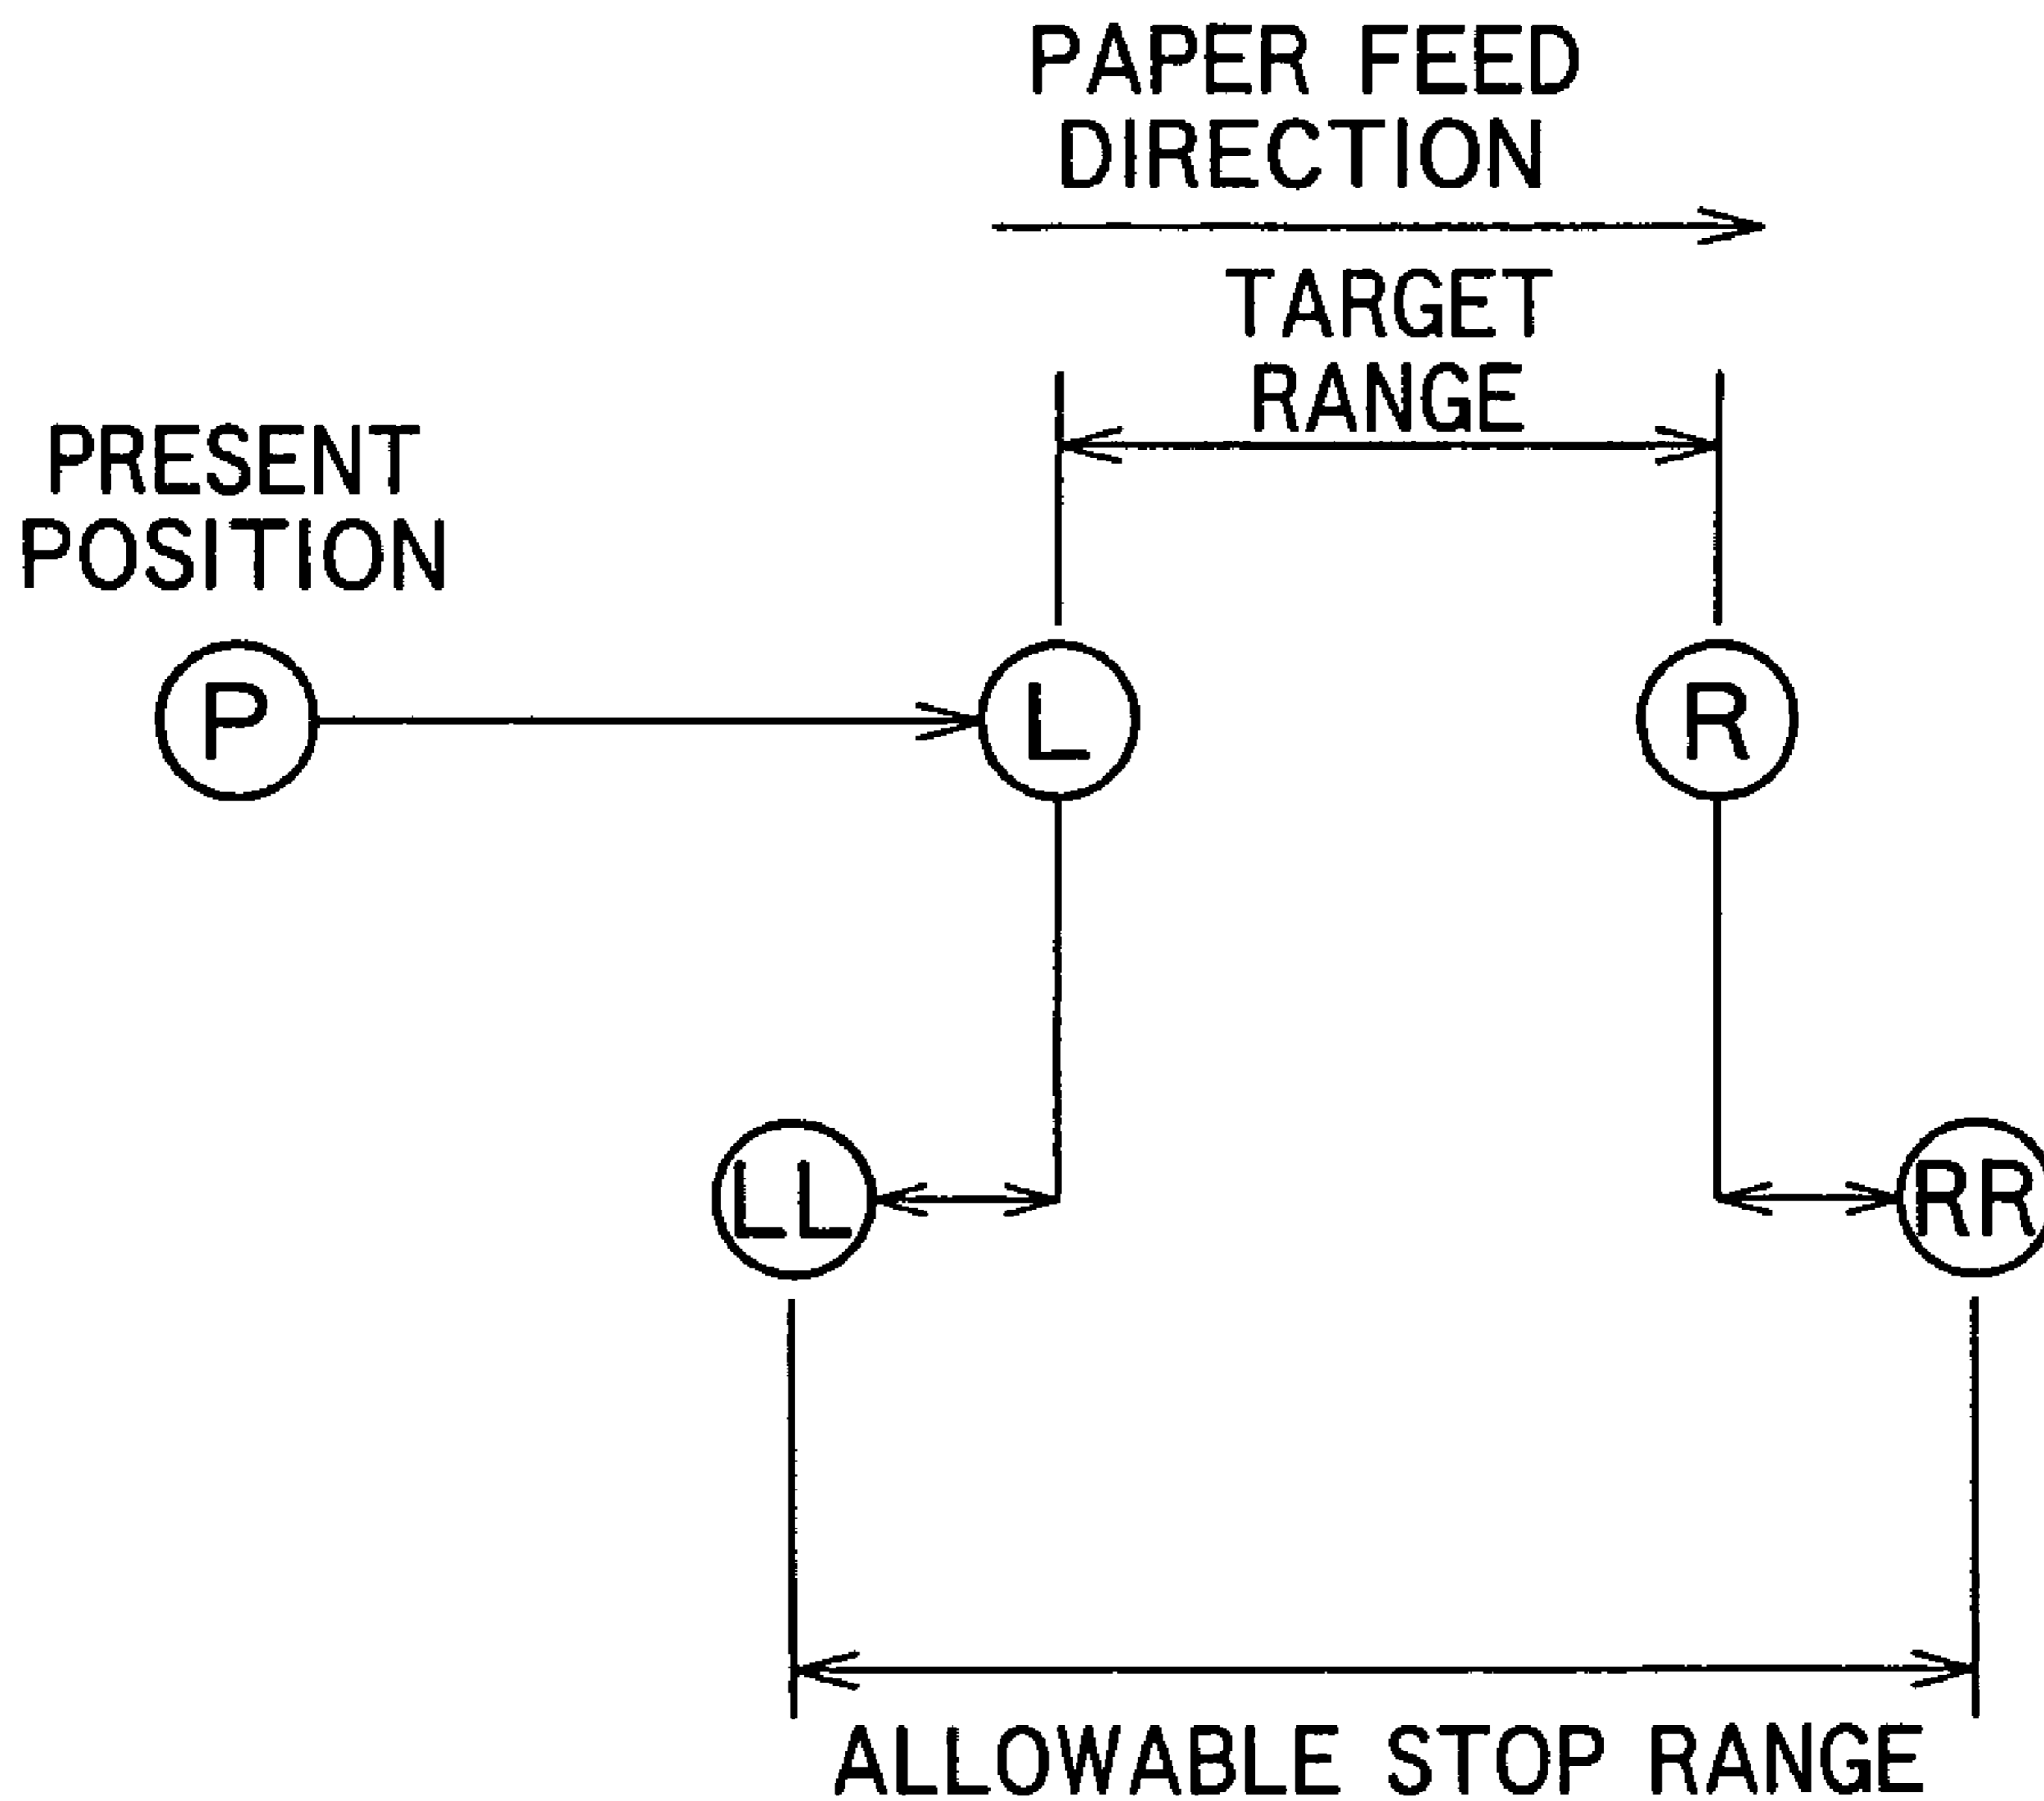 PAPER FEED
DIRECTION
TARGET
RANGE
PRESENT
POSITION
P
L
R
LL
RR
ALLOWABLE STOP RANGE